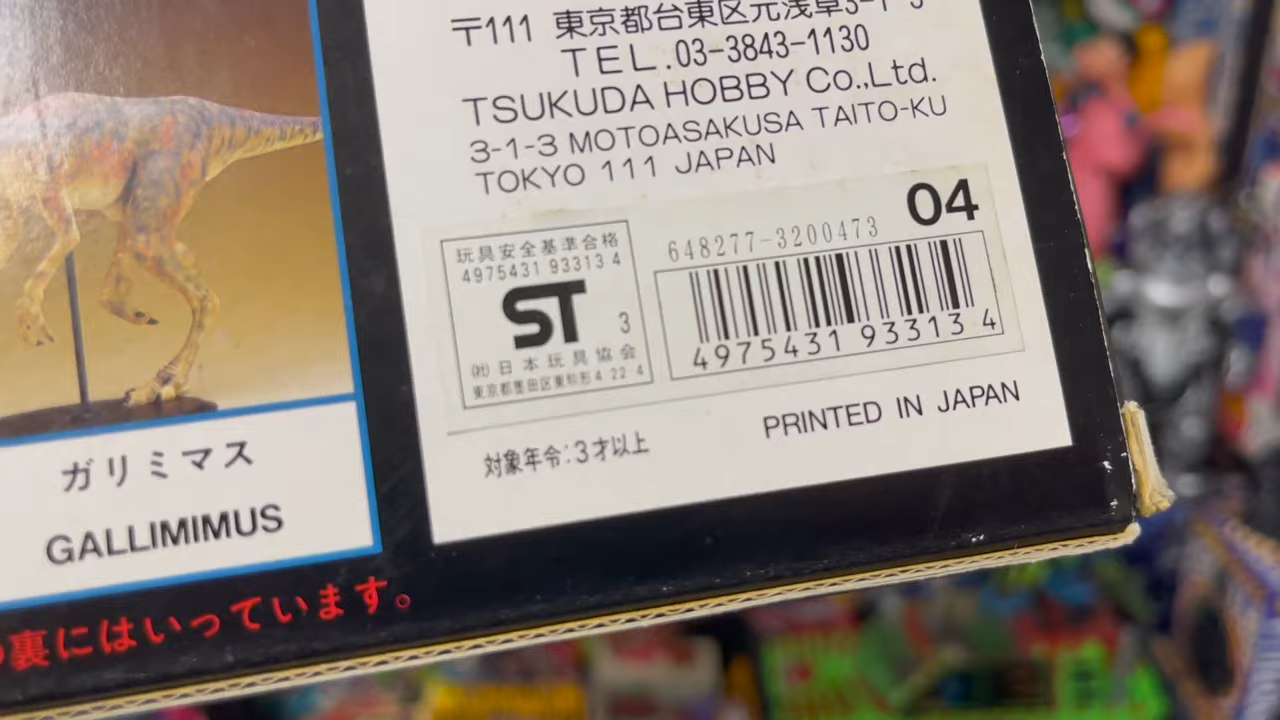 〒111 東京都台東区元浅草3-1-3
TEL.03-3843-1130
TSUKUDA HOBBY Co.,Ltd.
3-1-3 MOTOASAKUSA TAITO-KU
TOKYO 111 JAPAN
04
玩具安全基準合格
4975431 93313 4
ST
3
㈳日本玩具協会
東京都墨田区東駒形4-22-4
648277-3200473
4975431 93313 4
対象年令:3才以上
PRINTED IN JAPAN
ガリミマス
GALLIMIMUS
裏にはいっています。